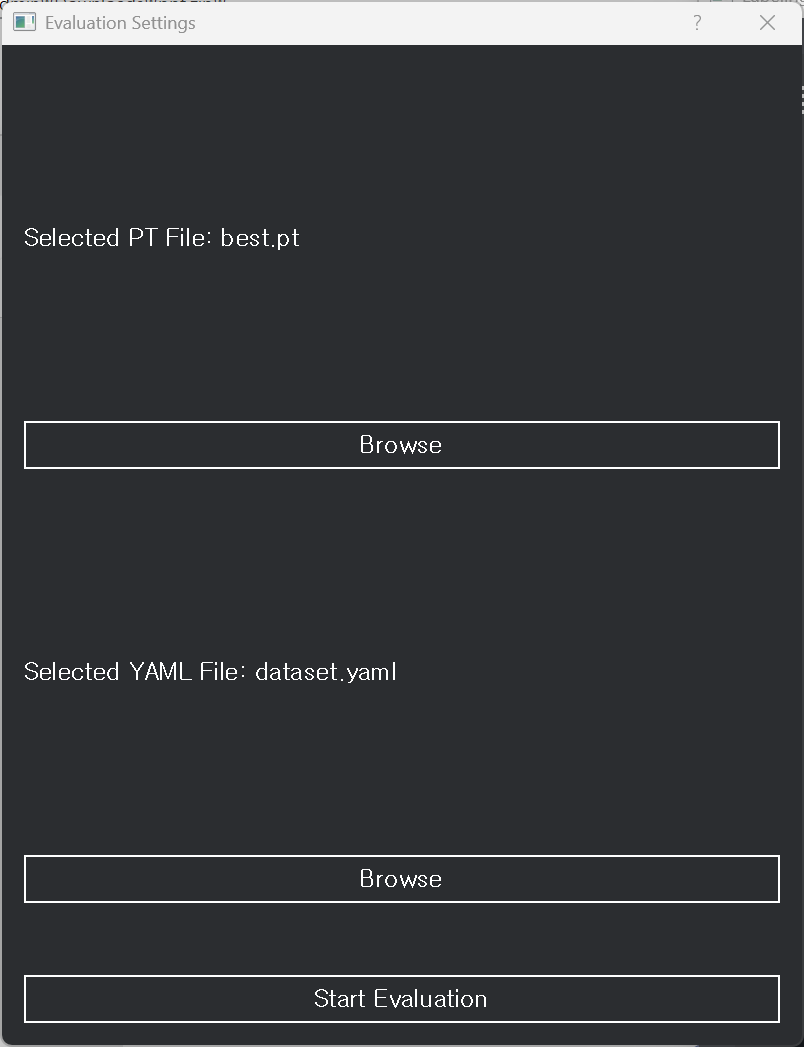 Evaluation Settings
Selected PT File: best.pt
Browse
Selected YAML File: dataset.yaml
Browse
Start Evaluation